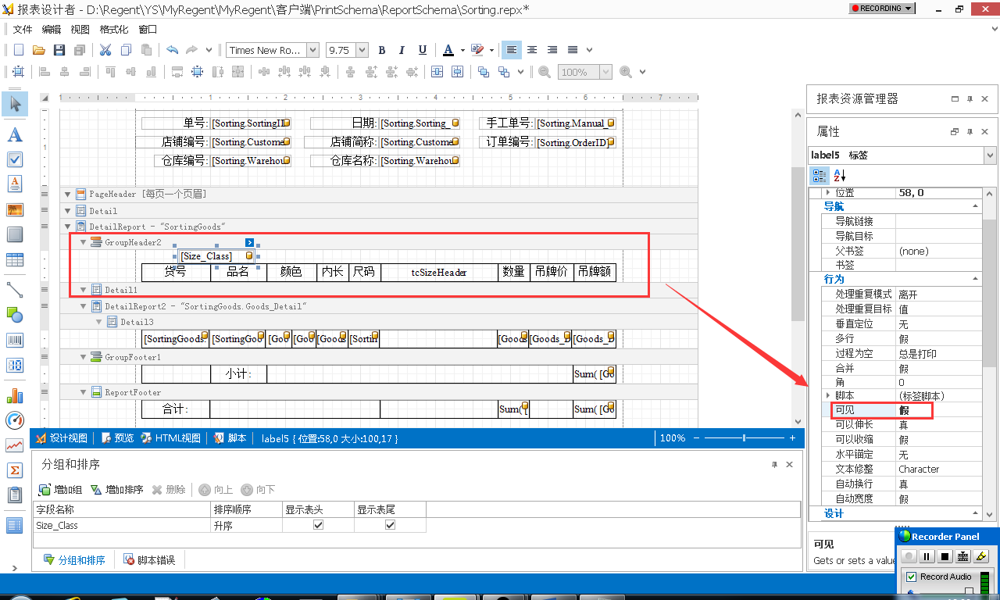 报表设计者 - D:\Regent\YS\MyRegent\MyRegent\客户端\PrintSchema\ReportSchema\Sorting.repx*
RECORDING
文件 编辑 视图 格式化 窗口
Times New Ro... 9.75 B I U A
100%
1 1 2 3 4 5 6 7
单号: [Sorting.SortingII 日期: [Sorting.Sorting_ 手工单号: [Sorting.Manual_
店铺编号: [Sorting.Custome 店铺简称: [Sorting.Custome 订单编号: [Sorting.OrderID]
仓库编号: [Sorting.Warehou 仓库名称: [Sorting.Warehou
PageHeader [每页一个页眉]
Detail
DetailReport - "SortingGoods"
GroupHeader2
[Size_Class]
货号 品名 颜色 内长 尺码 tcSizeHeader 数量 吊牌价 吊牌额
Detail1
DetailReport2 - "SortingGoods.Goods_Detail"
Detail3
[SortingGoods. [SortingGoo [Goo [Goo [Goods [Sortin [Goods [Goods_D [Goods_D
GroupFooter1
小计: Sum( [Go
ReportFooter
合计: Sum([ Sum( [Go
设计视图 预览 HTML视图 脚本 label5 { 位置:58,0 大小:100,17 } 100% − +
分组和排序
增加组 增加排序 删除 向上 向下
字段名称 排序顺序 显示表头 显示表尾
Size_Class 升序
分组和排序 脚本错误
报表资源管理器
属性
label5 标签
位置 58, 0
导航
导航链接
导航目标
父书签 (none)
书签
行为
处理重复模式 离开
处理重复目标 值
垂直定位 无
多行 假
过程为空 总是打印
合并 假
角 0
脚本 (标签脚本)
可见 假
可以伸长 真
可以收缩 假
水平锚定 无
文本修整 Character
自动换行 真
自动宽度 假
设计
可见
Gets or sets a value
Recorder Panel
Record Audio